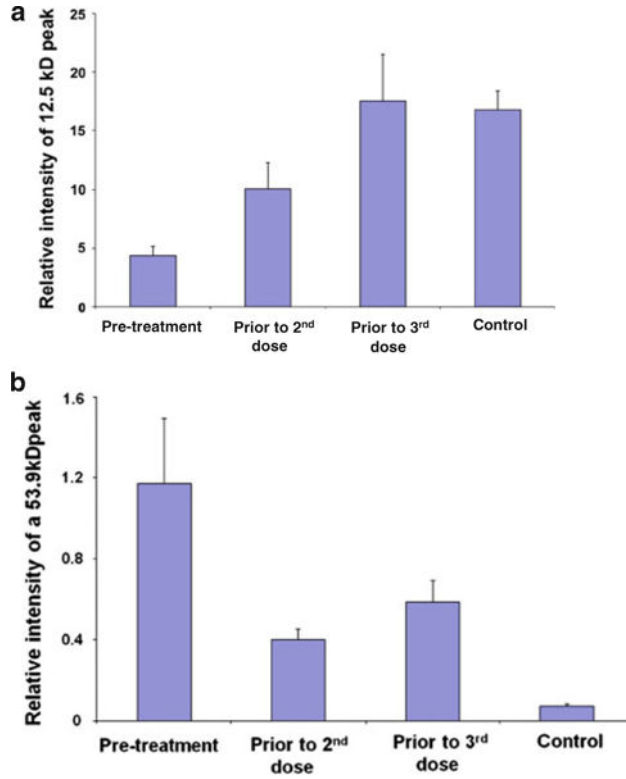 a
Relative intensity of 12.5 kD peak
25
20
15
10
5
0
Pre-treatment
Prior to 2nd
dose
Prior to 3rd
dose
Control
b
Relative intensity of a 53.9kDpeak
1.6
1.2
0.8
0.4
0
Pre-treatment
Prior to 2nd
dose
Prior to 3rd
dose
Control